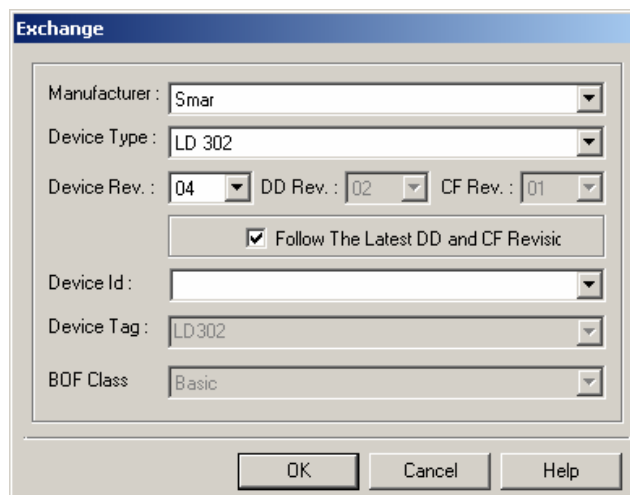 Exchange
Manufacturer : Smar
Device Type : LD 302
Device Rev. : 04 DD Rev. : 02 CF Rev. : 01
Follow The Latest DD and CF Revisic
Device Id :
Device Tag : LD302
BOF Class Basic
OK Cancel Help